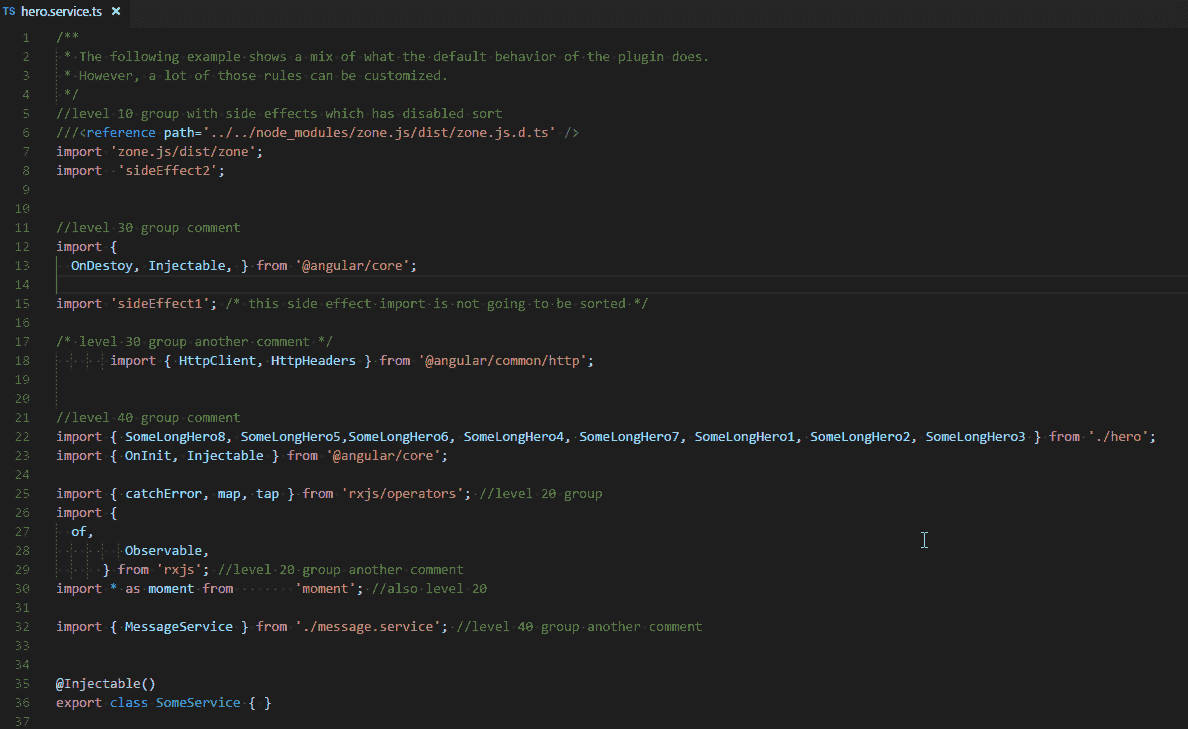 TS hero.service.ts ×
1 /**
2  * The following example shows a mix of what the default behavior of the plugin does.
3  * However, a lot of those rules can be customized.
4  */
5 //level 10 group with side effects which has disabled sort
6 ///<reference path='../../node_modules/zone.js/dist/zone.js.d.ts' />
7 import 'zone.js/dist/zone';
8 import  'sideEffect2';
9
10
11 //level 30 group comment
12 import {
13   OnDestoy, Injectable, } from '@angular/core';
14
15 import 'sideEffect1'; /* this side effect import is not going to be sorted */
16
17 /* level 30 group another comment */
18        import { HttpClient, HttpHeaders } from '@angular/common/http';
19
20
21 //level 40 group comment
22 import { SomeLongHero8, SomeLongHero5,SomeLongHero6, SomeLongHero4, SomeLongHero7, SomeLongHero1, SomeLongHero2, SomeLongHero3 } from './hero';
23 import { OnInit, Injectable } from '@angular/core';
24
25 import { catchError, map, tap } from 'rxjs/operators'; //level 20 group
26 import {
27   of,
28          Observable,
29       } from 'rxjs'; //level 20 group another comment
30 import * as moment from        'moment'; //also level 20
31
32 import { MessageService } from './message.service'; //level 40 group another comment
33
34
35 @Injectable()
36 export class SomeService { }
37